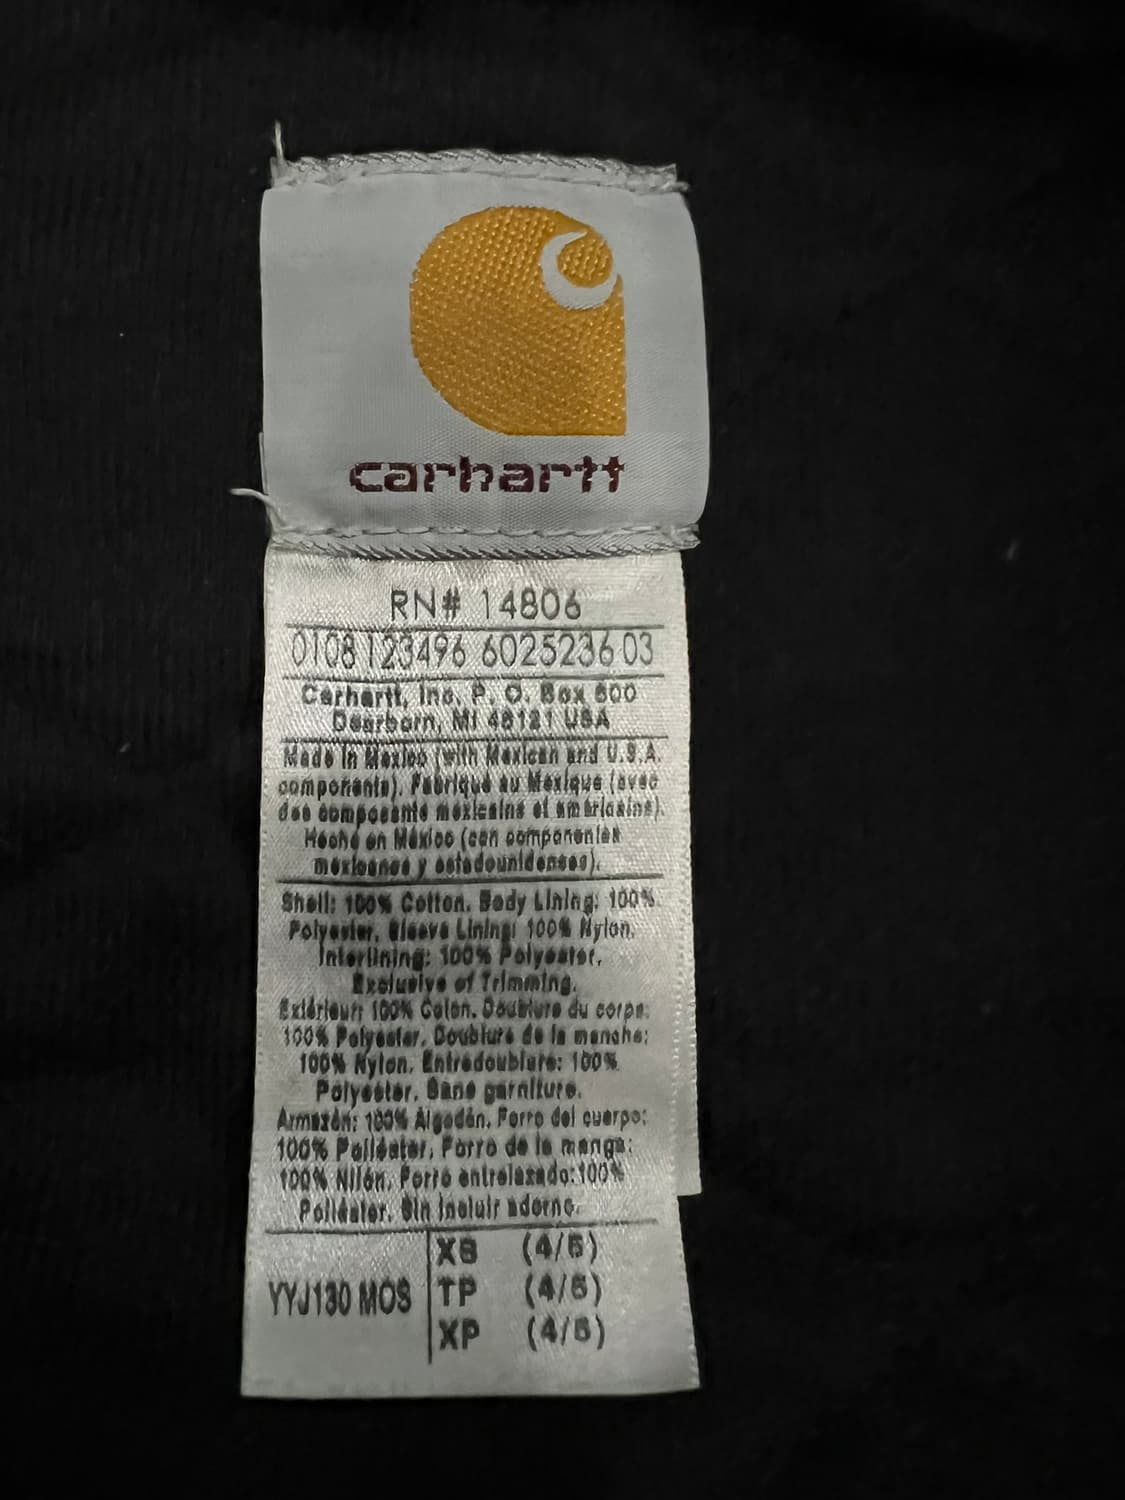 carhartt
RN# 14806
0108 123496 6025236 03
Carhartt, Inc. P. O. Box 600
Dearborn, MI 48121 USA
Made in Mexico (with Mexican and U.S.A.
components). Fabriqué au Mexique (avec
des composants mexicains et américains).
Hecho en México (con componentes
mexicanos y estadounidenses).
Shell: 100% Cotton. Body Lining: 100%
Polyester. Sleeve Lining: 100% Nylon.
Interlining: 100% Polyester.
Exclusive of Trimming.
Extérieur: 100% Coton. Doublure du corps:
100% Polyester. Doublure de la manche:
100% Nylon. Entredoublure: 100%
Polyester. Sans garniture.
Armazón: 100% Algodón. Forro del cuerpo:
100% Poliéster. Forro de la manga:
100% Nilón. Forro entrelazado: 100%
Poliéster. Sin incluir adorno.
YYJ130 MOS
XS (4/5)
TP (4/5)
XP (4/5)